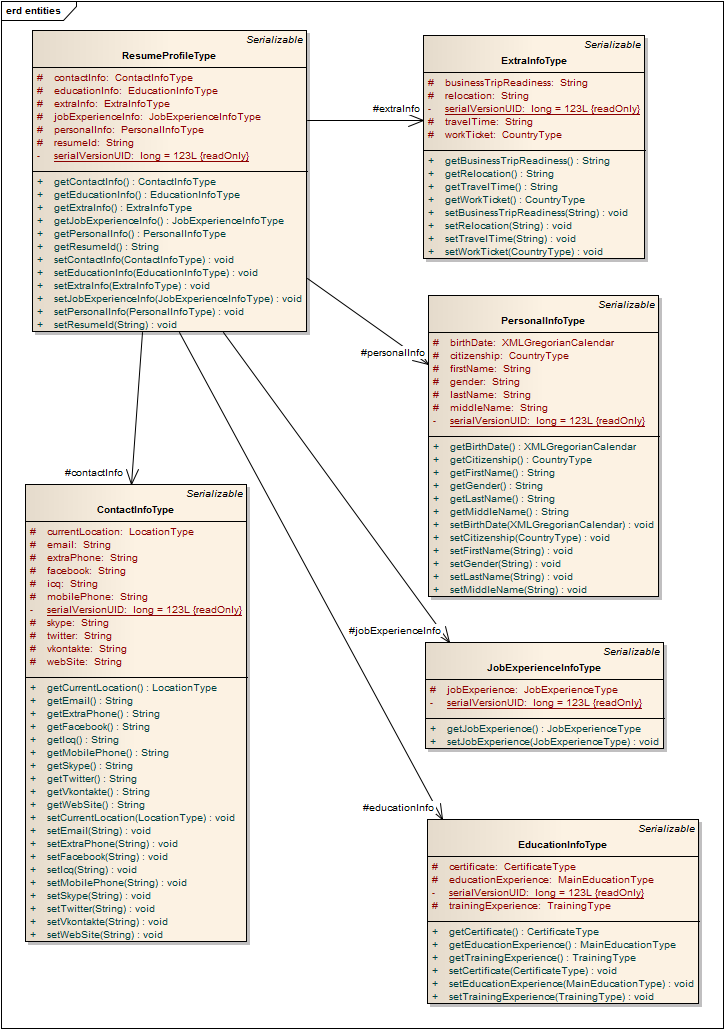 erd entities
Serializable
ResumeProfileType
# contactInfo: ContactInfoType
# educationInfo: EducationInfoType
# extraInfo: ExtraInfoType
# jobExperienceInfo: JobExperienceInfoType
# personalInfo: PersonalInfoType
# resumeId: String
- serialVersionUID: long = 123L {readOnly}
+ getContactInfo() : ContactInfoType
+ getEducationInfo() : EducationInfoType
+ getExtraInfo() : ExtraInfoType
+ getJobExperienceInfo() : JobExperienceInfoType
+ getPersonalInfo() : PersonalInfoType
+ getResumeId() : String
+ setContactInfo(ContactInfoType) : void
+ setEducationInfo(EducationInfoType) : void
+ setExtraInfo(ExtraInfoType) : void
+ setJobExperienceInfo(JobExperienceInfoType) : void
+ setPersonalInfo(PersonalInfoType) : void
+ setResumeId(String) : void
#extraInfo
Serializable
ExtraInfoType
# businessTripReadiness: String
# relocation: String
- serialVersionUID: long = 123L {readOnly}
# travelTime: String
# workTicket: CountryType
+ getBusinessTripReadiness() : String
+ getRelocation() : String
+ getTravelTime() : String
+ getWorkTicket() : CountryType
+ setBusinessTripReadiness(String) : void
+ setRelocation(String) : void
+ setTravelTime(String) : void
+ setWorkTicket(CountryType) : void
#personalInfo
Serializable
PersonalInfoType
# birthDate: XMLGregorianCalendar
# citizenship: CountryType
# firstName: String
# gender: String
# lastName: String
# middleName: String
- serialVersionUID: long = 123L {readOnly}
+ getBirthDate() : XMLGregorianCalendar
+ getCitizenship() : CountryType
+ getFirstName() : String
+ getGender() : String
+ getLastName() : String
+ getMiddleName() : String
+ setBirthDate(XMLGregorianCalendar) : void
+ setCitizenship(CountryType) : void
+ setFirstName(String) : void
+ setGender(String) : void
+ setLastName(String) : void
+ setMiddleName(String) : void
#contactInfo
Serializable
ContactInfoType
# currentLocation: LocationType
# email: String
# extraPhone: String
# facebook: String
# icq: String
# mobilePhone: String
- serialVersionUID: long = 123L {readOnly}
# skype: String
# twitter: String
# vkontakte: String
# webSite: String
+ getCurrentLocation() : LocationType
+ getEmail() : String
+ getExtraPhone() : String
+ getFacebook() : String
+ getIcq() : String
+ getMobilePhone() : String
+ getSkype() : String
+ getTwitter() : String
+ getVkontakte() : String
+ getWebSite() : String
+ setCurrentLocation(LocationType) : void
+ setEmail(String) : void
+ setExtraPhone(String) : void
+ setFacebook(String) : void
+ setIcq(String) : void
+ setMobilePhone(String) : void
+ setSkype(String) : void
+ setTwitter(String) : void
+ setVkontakte(String) : void
+ setWebSite(String) : void
#jobExperienceInfo
Serializable
JobExperienceInfoType
# jobExperience: JobExperienceType
- serialVersionUID: long = 123L {readOnly}
+ getJobExperience() : JobExperienceType
+ setJobExperience(JobExperienceType) : void
#educationInfo
Serializable
EducationInfoType
# certificate: CertificateType
# educationExperience: MainEducationType
- serialVersionUID: long = 123L {readOnly}
# trainingExperience: TrainingType
+ getCertificate() : CertificateType
+ getEducationExperience() : MainEducationType
+ getTrainingExperience() : TrainingType
+ setCertificate(CertificateType) : void
+ setEducationExperience(MainEducationType) : void
+ setTrainingExperience(TrainingType) : void